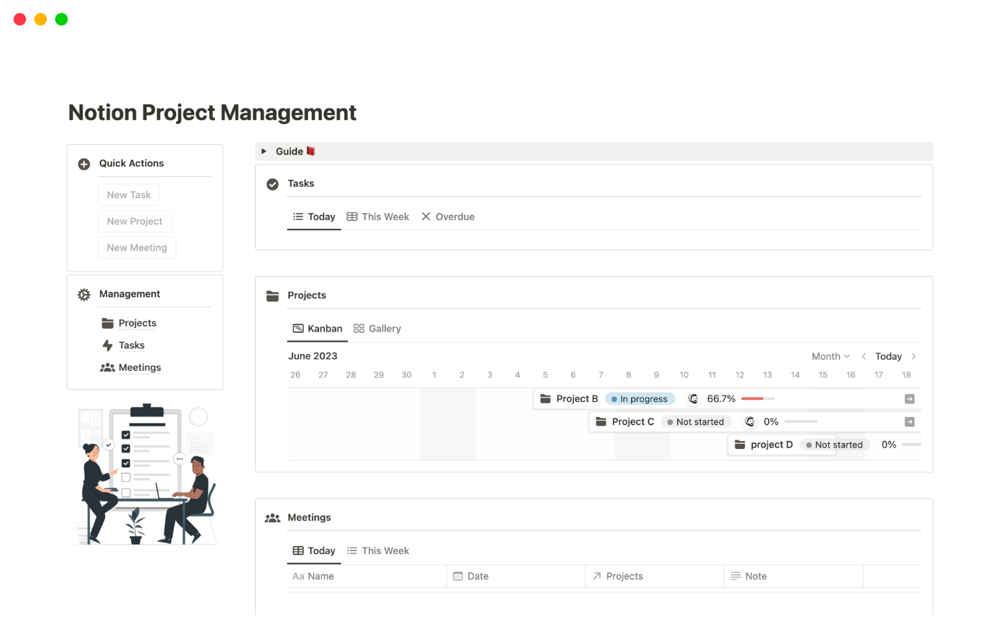 Notion Project Management
Quick Actions
New Task
New Project
New Meeting
Management
Projects
Tasks
Meetings
Guide
Tasks
Today This Week Overdue
Projects
Kanban Gallery
June 2023 Month Today
26 27 28 29 30 1 2 3 4 5 6 7 8 9 10 11 12 13 14 15 16 17 18
Project B In progress 66.7%
Project C Not started 0%
project D Not started 0%
Meetings
Today This Week
Aa Name Date Projects Note